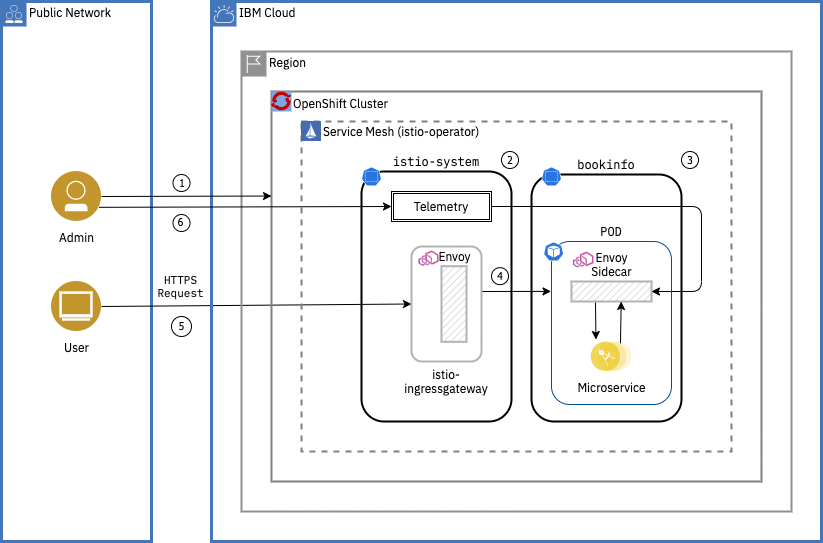 Public Network
IBM Cloud
Region
OpenShift Cluster
Service Mesh (istio-operator)
istio-system
2
bookinfo
3
1
Admin
6
Telemetry
POD
Envoy
Envoy
Sidecar
HTTPS
Request
4
5
User
istio-
ingressgateway
Microservice